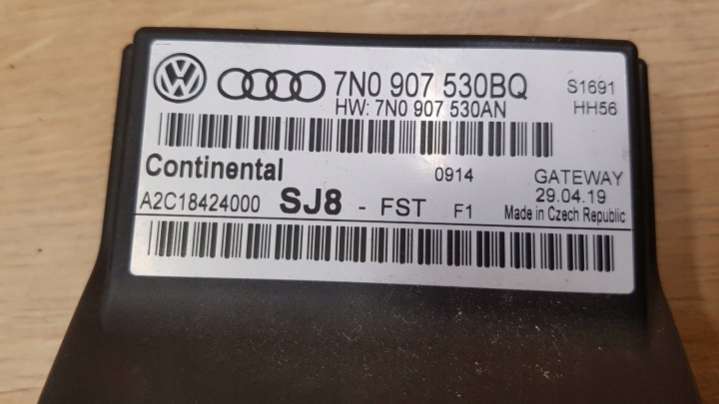 7N0 907 530BQ S1691
HW: 7N0 907 530AN HH56
Continental 0914 GATEWAY
29.04.19
A2C18424000 SJ8 - FST F1 Made in Czech Republic